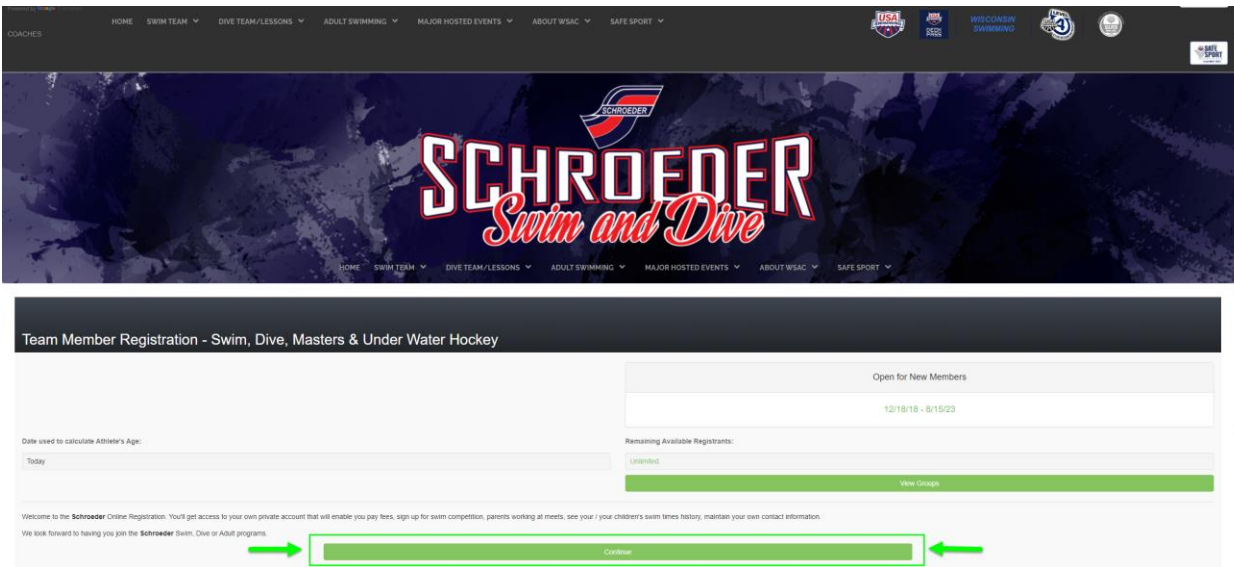 HOME SWIM TEAM DIVE TEAM/LESSONS ADULT SWIMMING MAJOR HOSTED EVENTS ABOUT WSAC SAFE SPORT
COACHES
USA
DECK PASS
WISCONSIN SWIMMING
SAFE SPORT
SCHROEDER
SCHROEDER
Swim and Dive
HOME SWIM TEAM DIVE TEAM/LESSONS ADULT SWIMMING MAJOR HOSTED EVENTS ABOUT WSAC SAFE SPORT
Team Member Registration - Swim, Dive, Masters & Under Water Hockey
Open for New Members
12/18/18 - 8/15/23
Date used to calculate Athlete's Age:
Remaining Available Registrants:
Today
Unlimited
View Groups
Welcome to the Schroeder Online Registration. You'll get access to your own private account that will enable you pay fees, sign up for swim competition, parents working at meets, see your / your children's swim times history, maintain your own contact information.
We look forward to having you join the Schroeder Swim, Dive or Adult programs.
Continue